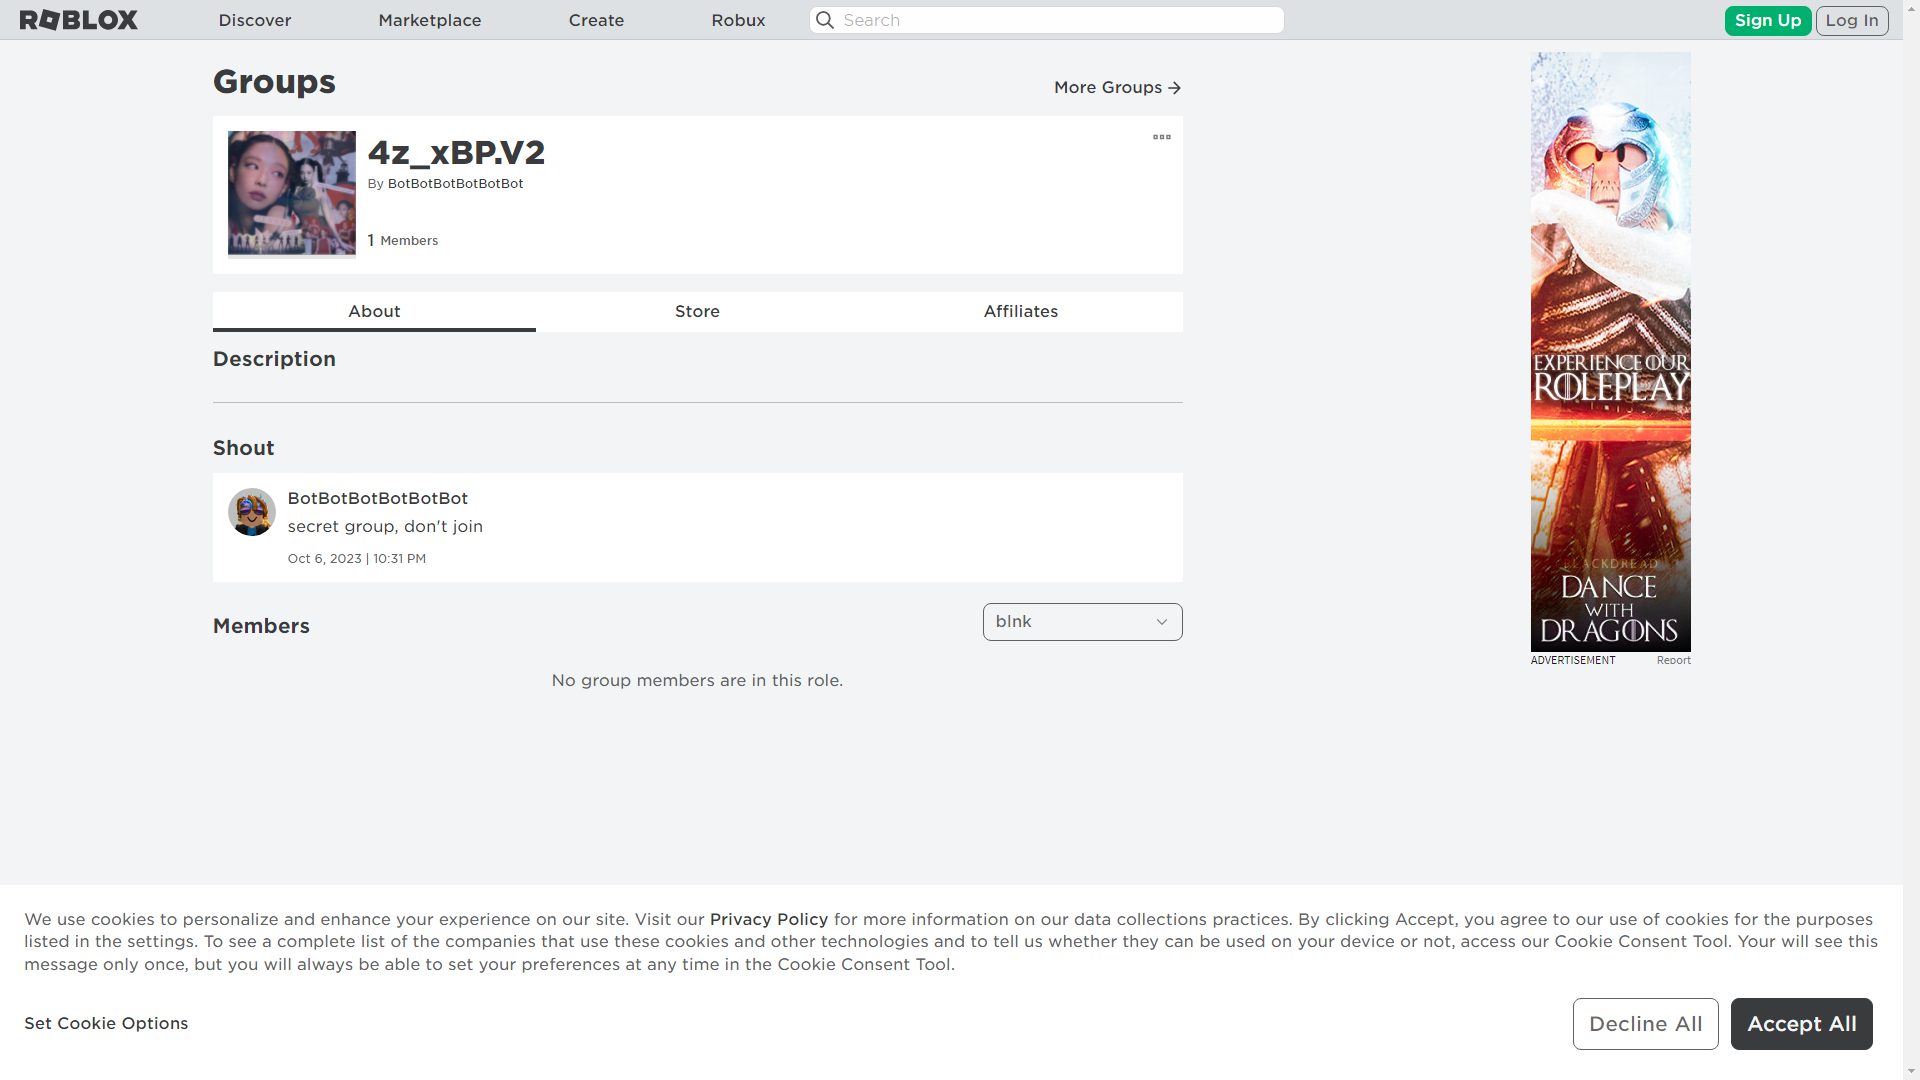 ROBLOX
Discover
Marketplace
Create
Robux
Search
Sign Up
Log In
Groups
More Groups
4z_xBP.V2
By BotBotBotBotBotBot
1 Members
About
Store
Affiliates
Description
Shout
BotBotBotBotBotBot
secret group, don't join
Oct 6, 2023 | 10:31 PM
Members
blnk
No group members are in this role.
EXPERIENCE OUR
ROLEPLAY
BLACKDREAD
DANCE
WITH
DRAGONS
ADVERTISEMENT
Report
We use cookies to personalize and enhance your experience on our site. Visit our Privacy Policy for more information on our data collections practices. By clicking Accept, you agree to our use of cookies for the purposes
listed in the settings. To see a complete list of the companies that use these cookies and other technologies and to tell us whether they can be used on your device or not, access our Cookie Consent Tool. Your will see this
message only once, but you will always be able to set your preferences at any time in the Cookie Consent Tool.
Set Cookie Options
Decline All
Accept All